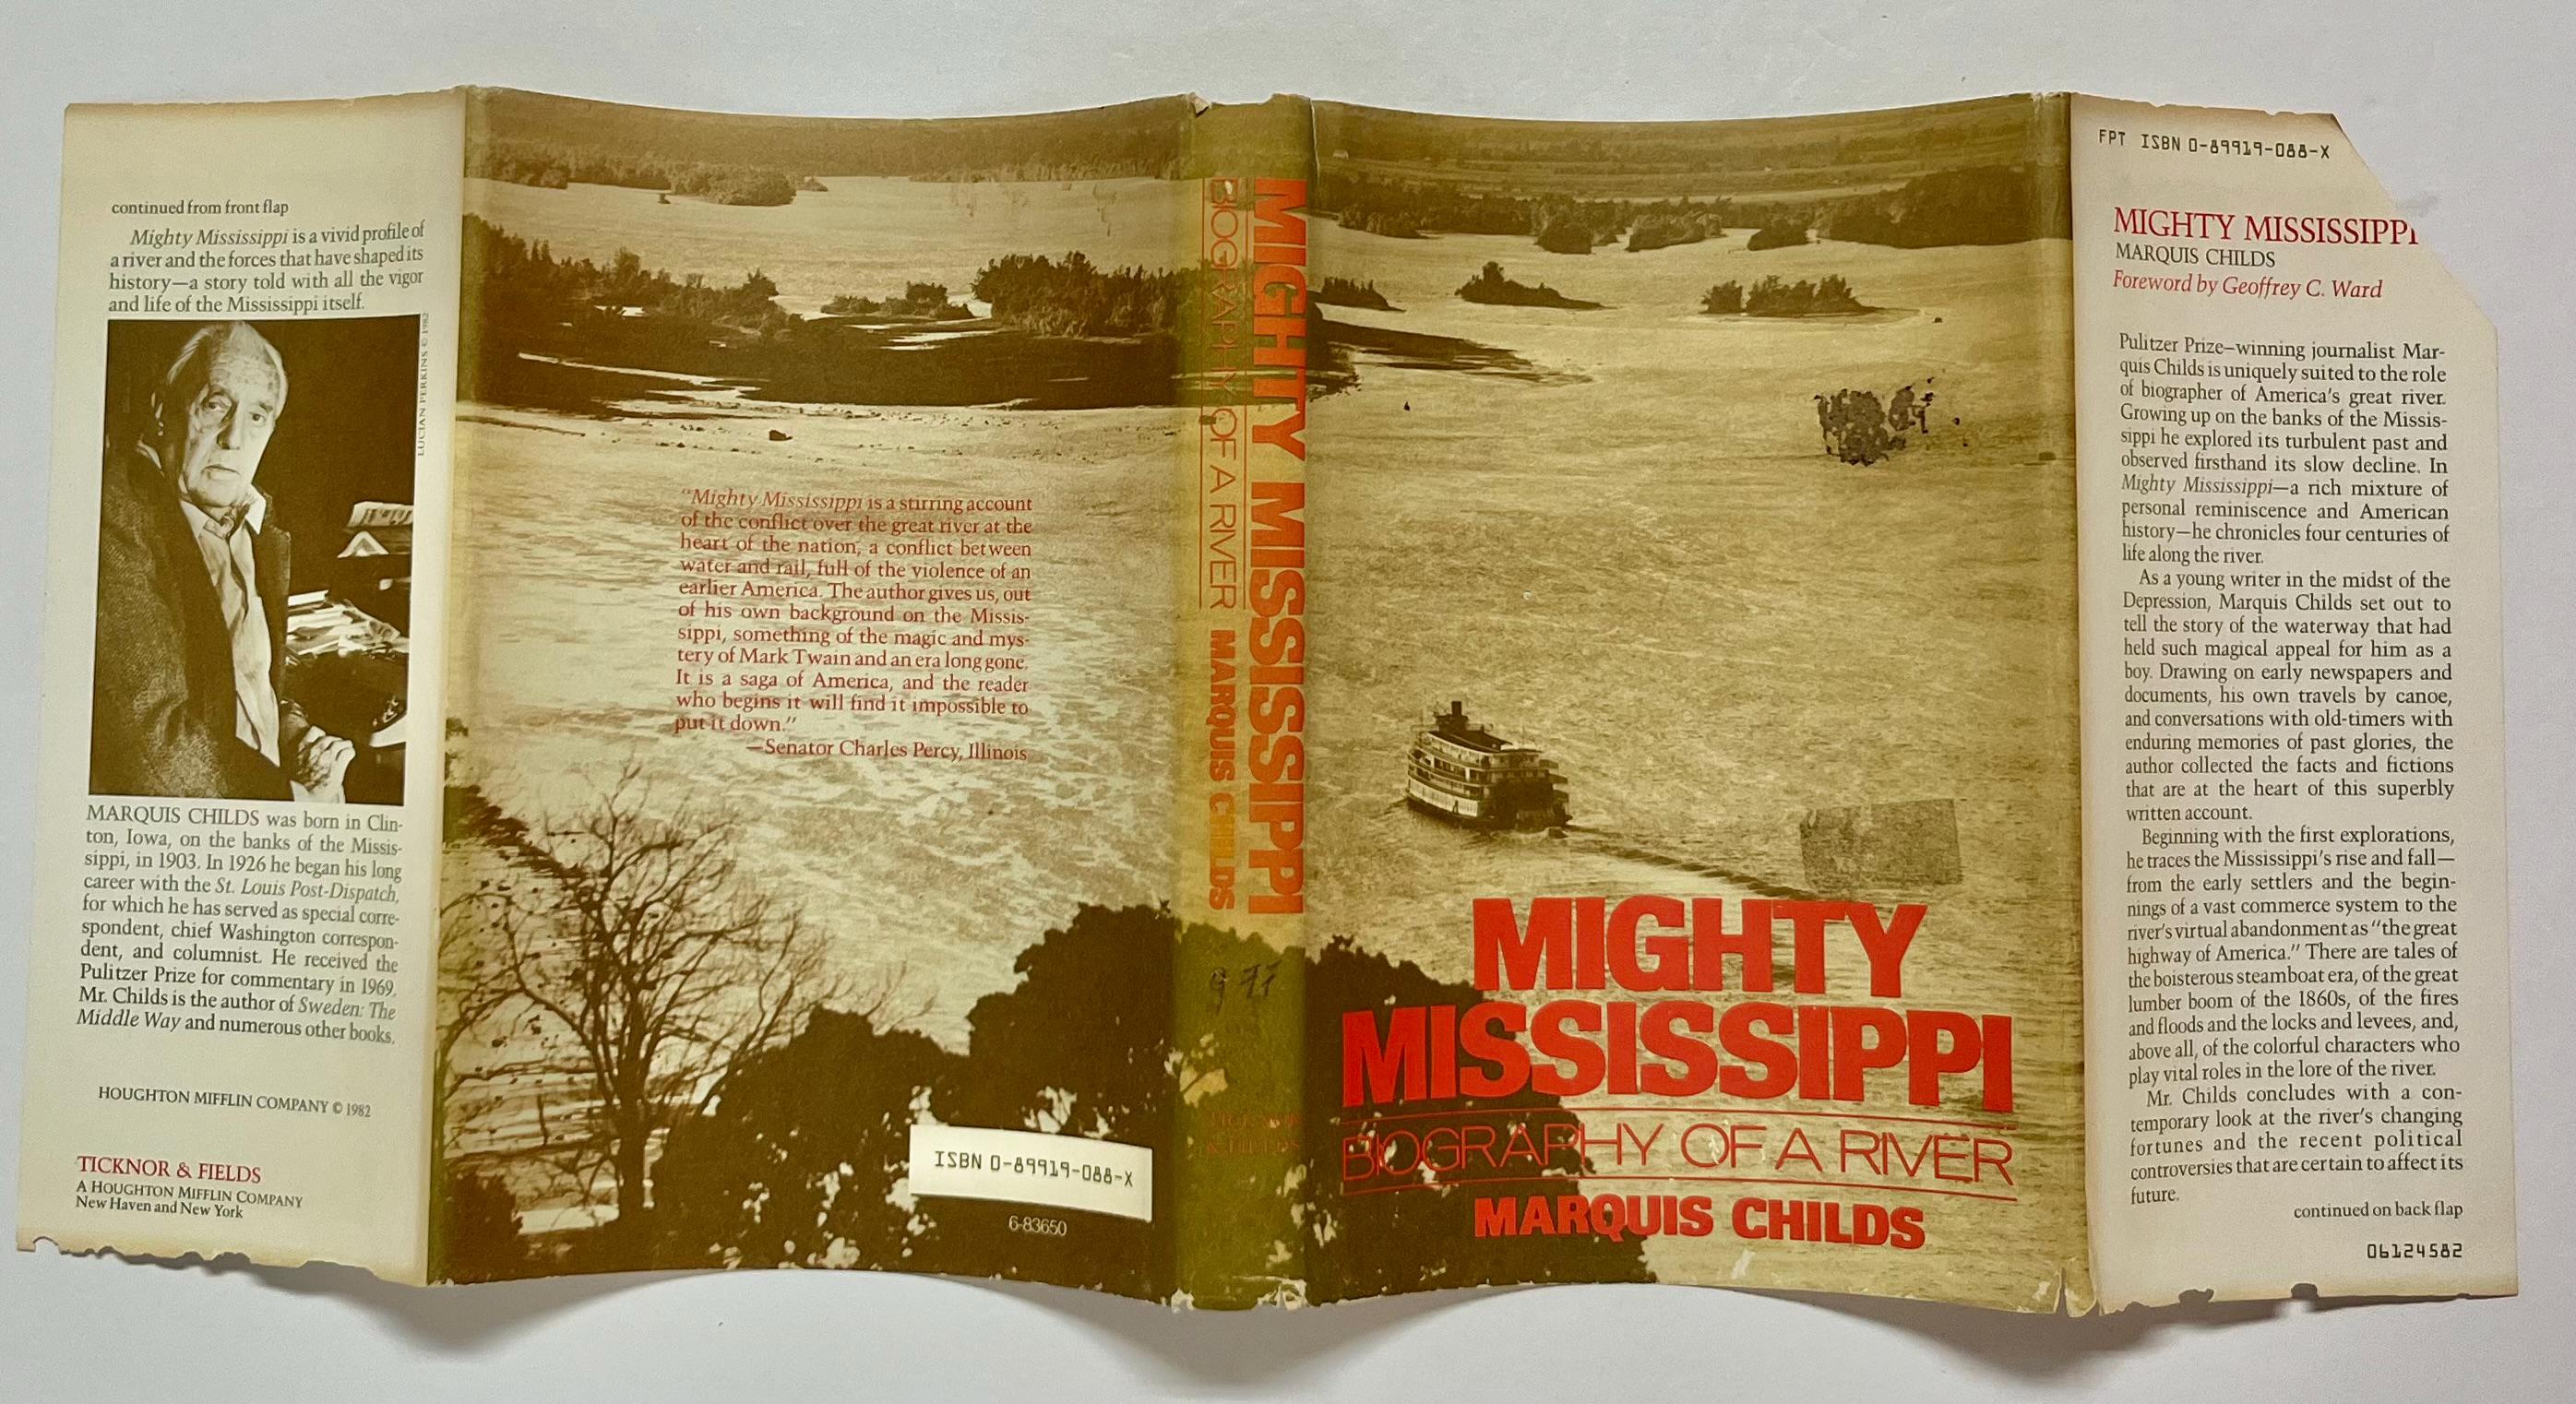 continued from front flap
Mighty Mississippi is a vivid profile of
a river and the forces that have shaped its
history—a story told with all the vigor
and life of the Mississippi itself.
LUCIAN PERKINS © 1982
MARQUIS CHILDS was born in Clin-
ton, Iowa, on the banks of the Missis-
sippi, in 1903. In 1926 he began his long
career with the St. Louis Post-Dispatch,
for which he has served as special corre-
spondent, chief Washington correspon-
dent, and columnist. He received the
Pulitzer Prize for commentary in 1969.
Mr. Childs is the author of Sweden: The
Middle Way and numerous other books.
HOUGHTON MIFFLIN COMPANY © 1982
TICKNOR & FIELDS
A HOUGHTON MIFFLIN COMPANY
New Haven and New York
"Mighty Mississippi is a stirring account
of the conflict over the great river at the
heart of the nation, a conflict between
water and rail, full of the violence of an
earlier America. The author gives us, out
of his own background on the Missis-
sippi, something of the magic and mys-
tery of Mark Twain and an era long gone.
It is a saga of America, and the reader
who begins it will find it impossible to
put it down."
—Senator Charles Percy, Illinois
ISBN 0-89919-088-X
6-83650
MIGHTY MISSISSIPPI
BIOGRAPHY OF A RIVER MARQUIS CHILDS
977
TICKNOR
& FIELDS
MIGHTY
MISSISSIPPI
BIOGRAPHY OF A RIVER
MARQUIS CHILDS
FPT ISBN 0-89919-088-X
MIGHTY MISSISSIPPI
MARQUIS CHILDS
Foreword by Geoffrey C. Ward
Pulitzer Prize–winning journalist Mar-
quis Childs is uniquely suited to the role
of biographer of America's great river.
Growing up on the banks of the Missis-
sippi he explored its turbulent past and
observed firsthand its slow decline. In
Mighty Mississippi—a rich mixture of
personal reminiscence and American
history—he chronicles four centuries of
life along the river.
As a young writer in the midst of the
Depression, Marquis Childs set out to
tell the story of the waterway that had
held such magical appeal for him as a
boy. Drawing on early newspapers and
documents, his own travels by canoe,
and conversations with old-timers with
enduring memories of past glories, the
author collected the facts and fictions
that are at the heart of this superbly
written account.
Beginning with the first explorations,
he traces the Mississippi's rise and fall—
from the early settlers and the begin-
nings of a vast commerce system to the
river's virtual abandonment as "the great
highway of America." There are tales of
the boisterous steamboat era, of the great
lumber boom of the 1860s, of the fires
and floods and the locks and levees, and,
above all, of the colorful characters who
play vital roles in the lore of the river.
Mr. Childs concludes with a con-
temporary look at the river's changing
fortunes and the recent political
controversies that are certain to affect its
future.
continued on back flap
06124582